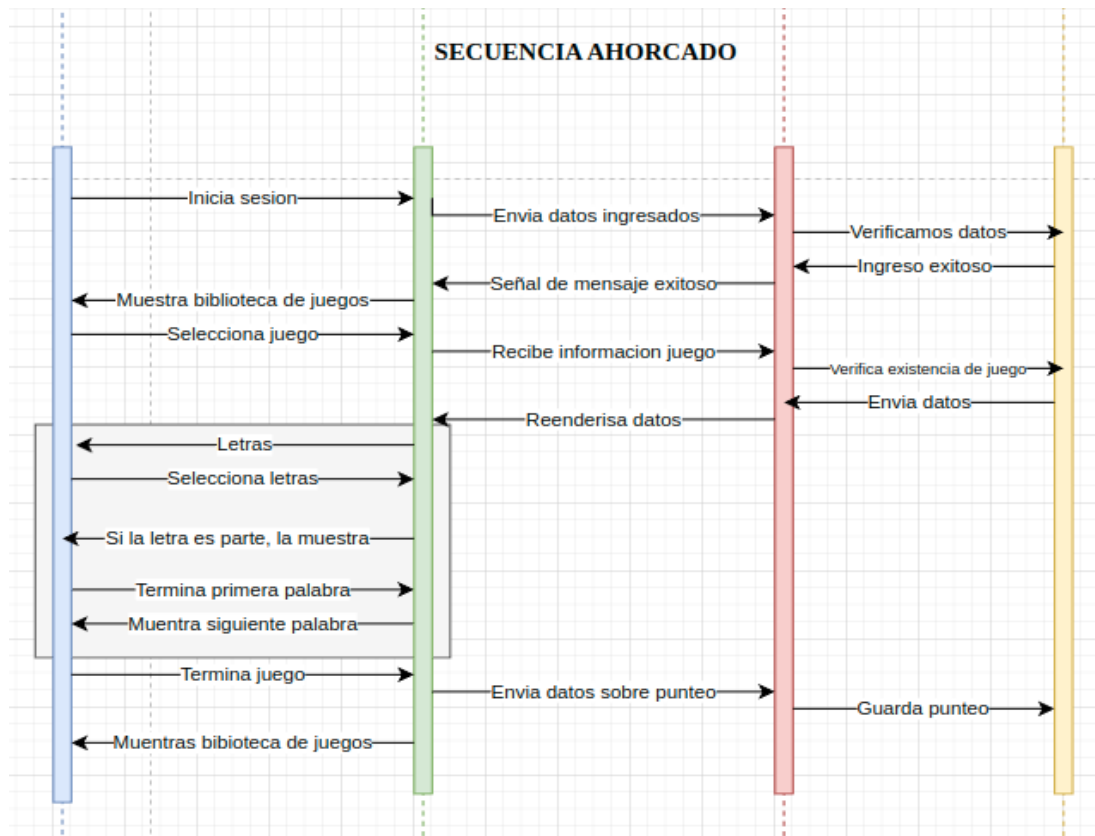 SECUENCIA AHORCADO
Inicia sesion
Envia datos ingresados
Verificamos datos
Ingreso exitoso
Señal de mensaje exitoso
Muestra biblioteca de juegos
Selecciona juego
Recibe informacion juego
Verifica existencia de juego
Envia datos
Reenderisa datos
Letras
Selecciona letras
Si la letra es parte, la muestra
Termina primera palabra
Muentra siguiente palabra
Termina juego
Envia datos sobre punteo
Guarda punteo
Muentras bibioteca de juegos